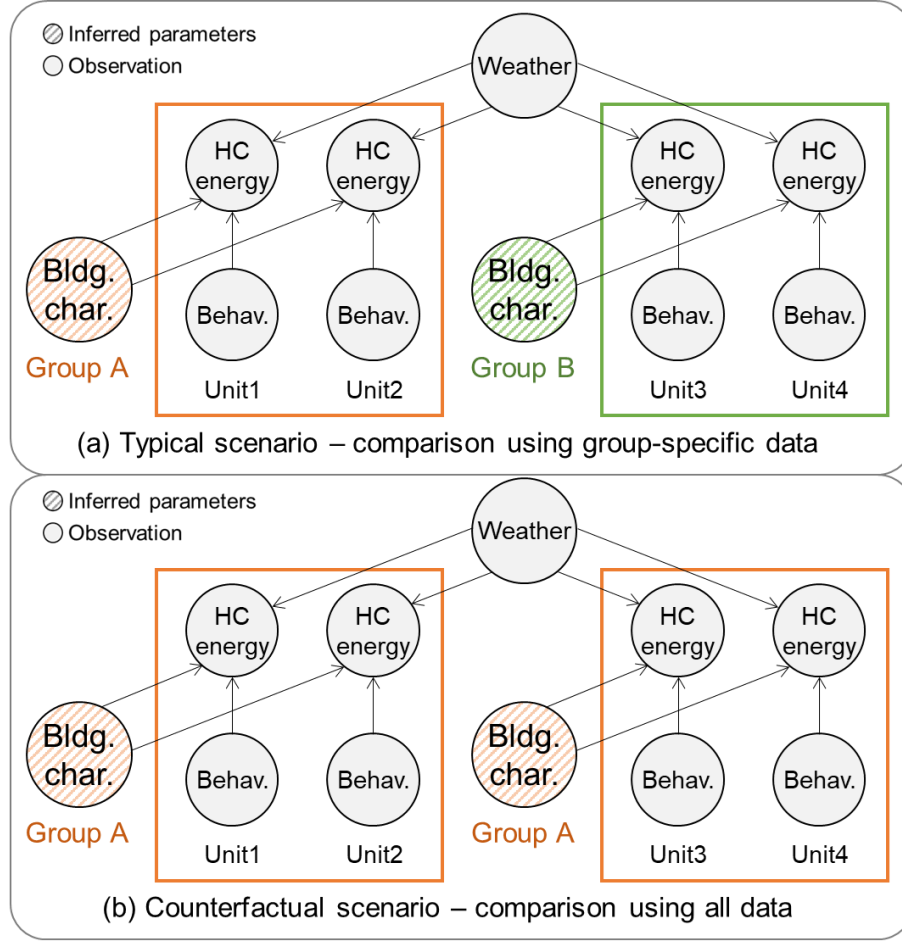 Inferred parameters
Observation
Weather
HC
energy
HC
energy
HC
energy
HC
energy
Bldg.
char.
Group A
Behav.
Behav.
Unit1
Unit2
Bldg.
char.
Group B
Behav.
Behav.
Unit3
Unit4
(a) Typical scenario – comparison using group-specific data
Inferred parameters
Observation
Weather
HC
energy
HC
energy
HC
energy
HC
energy
Bldg.
char.
Group A
Behav.
Behav.
Unit1
Unit2
Bldg.
char.
Group A
Behav.
Behav.
Unit3
Unit4
(b) Counterfactual scenario – comparison using all data